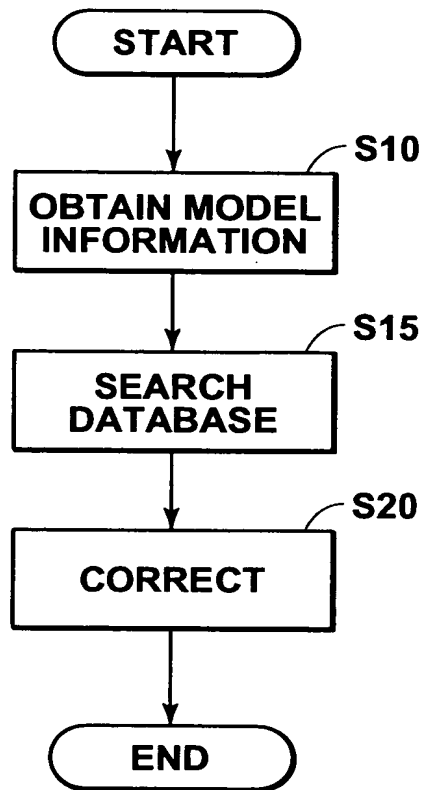 START
S10
OBTAIN MODEL
INFORMATION
S15
SEARCH
DATABASE
S20
CORRECT
END